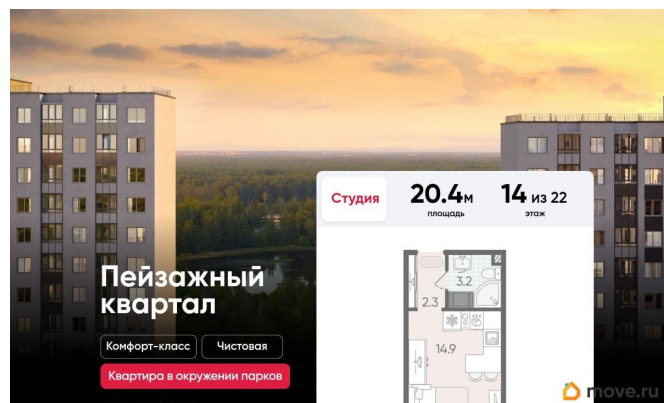 Студия
20.4м
площадь
14 из 22
этаж
Пейзажный
квартал
3.2
2.3
14.9
Комфорт-класс
Чистовая
Квартира в окружении парков
move.ru